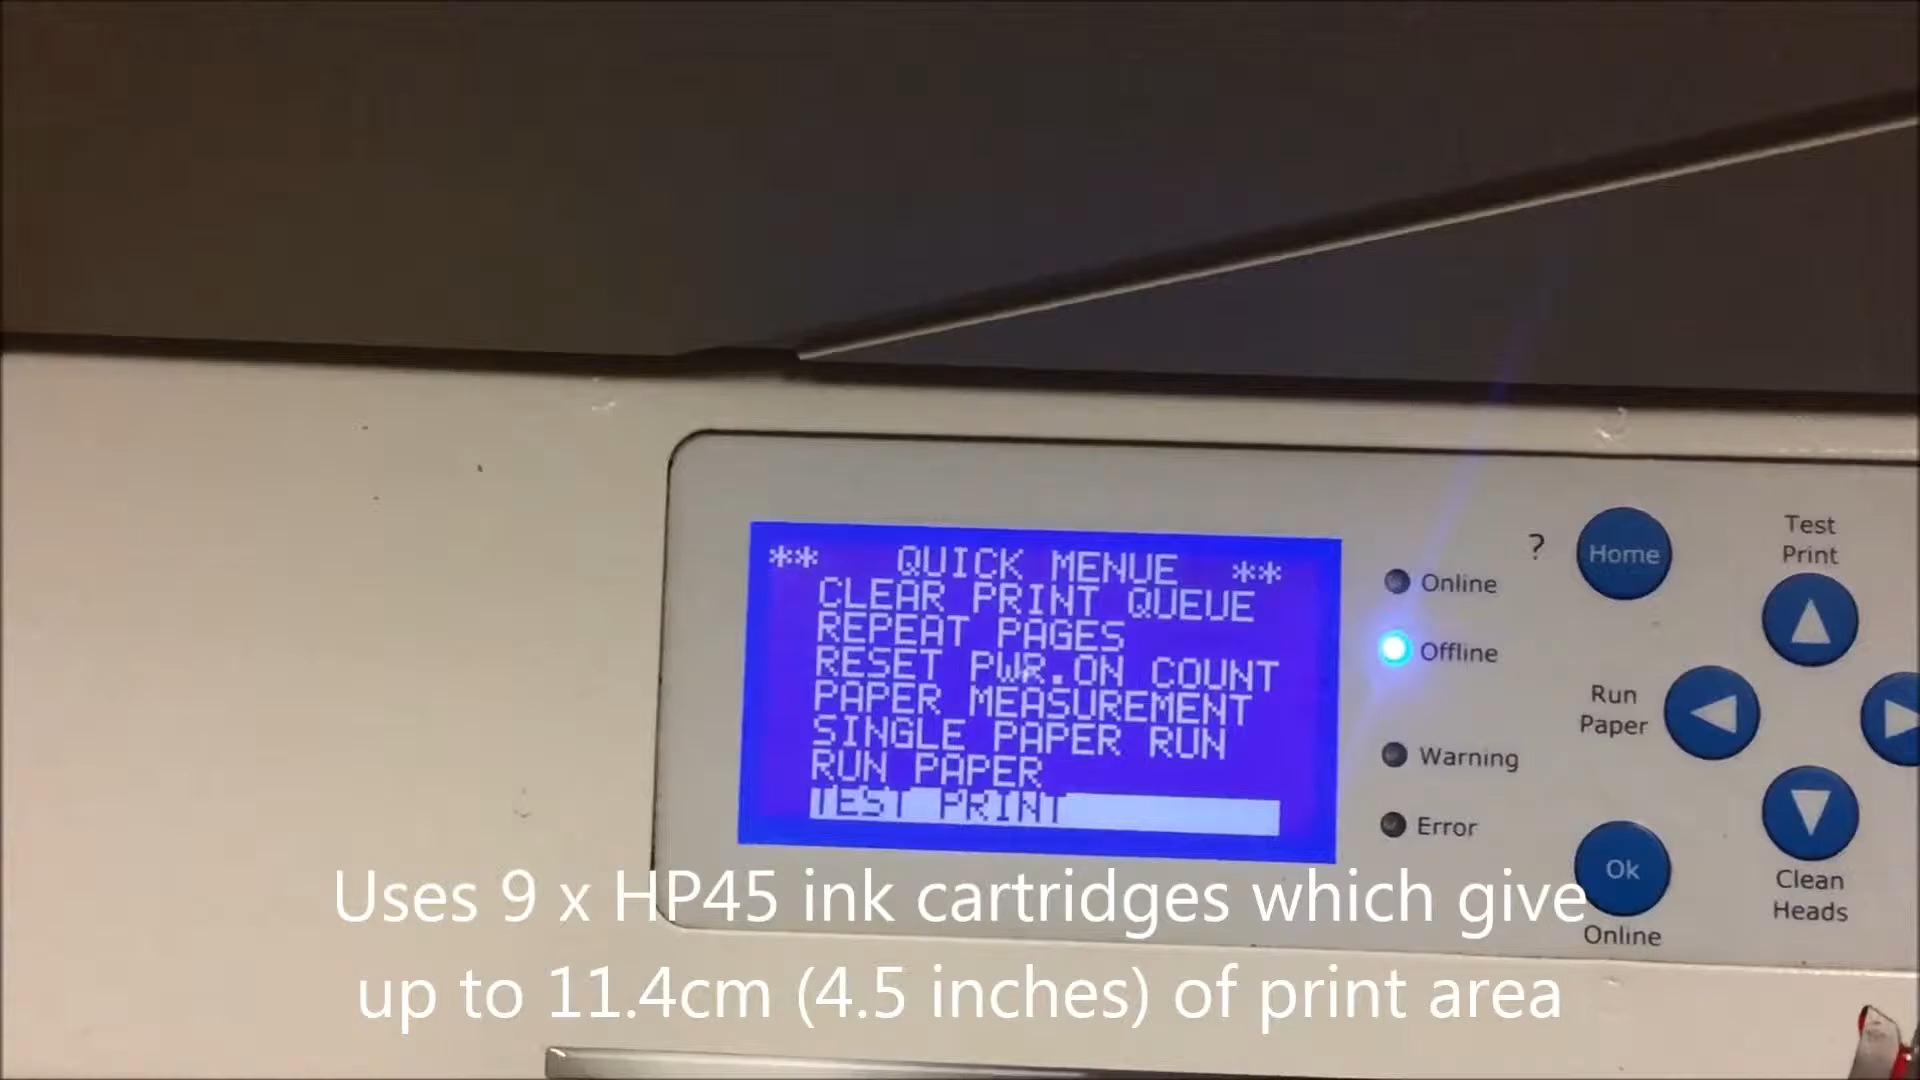 ** QUICK MENUE **
CLEAR PRINT QUEUE
REPEAT PAGES
RESET PWR.ON COUNT
PAPER MEASUREMENT
SINGLE PAPER RUN
RUN PAPER
TEST PRINT
Online
Offline
Warning
Error
?
Home
Test
Print
Run
Paper
Ok
Online
Clean
Heads
Uses 9 x HP45 ink cartridges which give
up to 11.4cm (4.5 inches) of print area